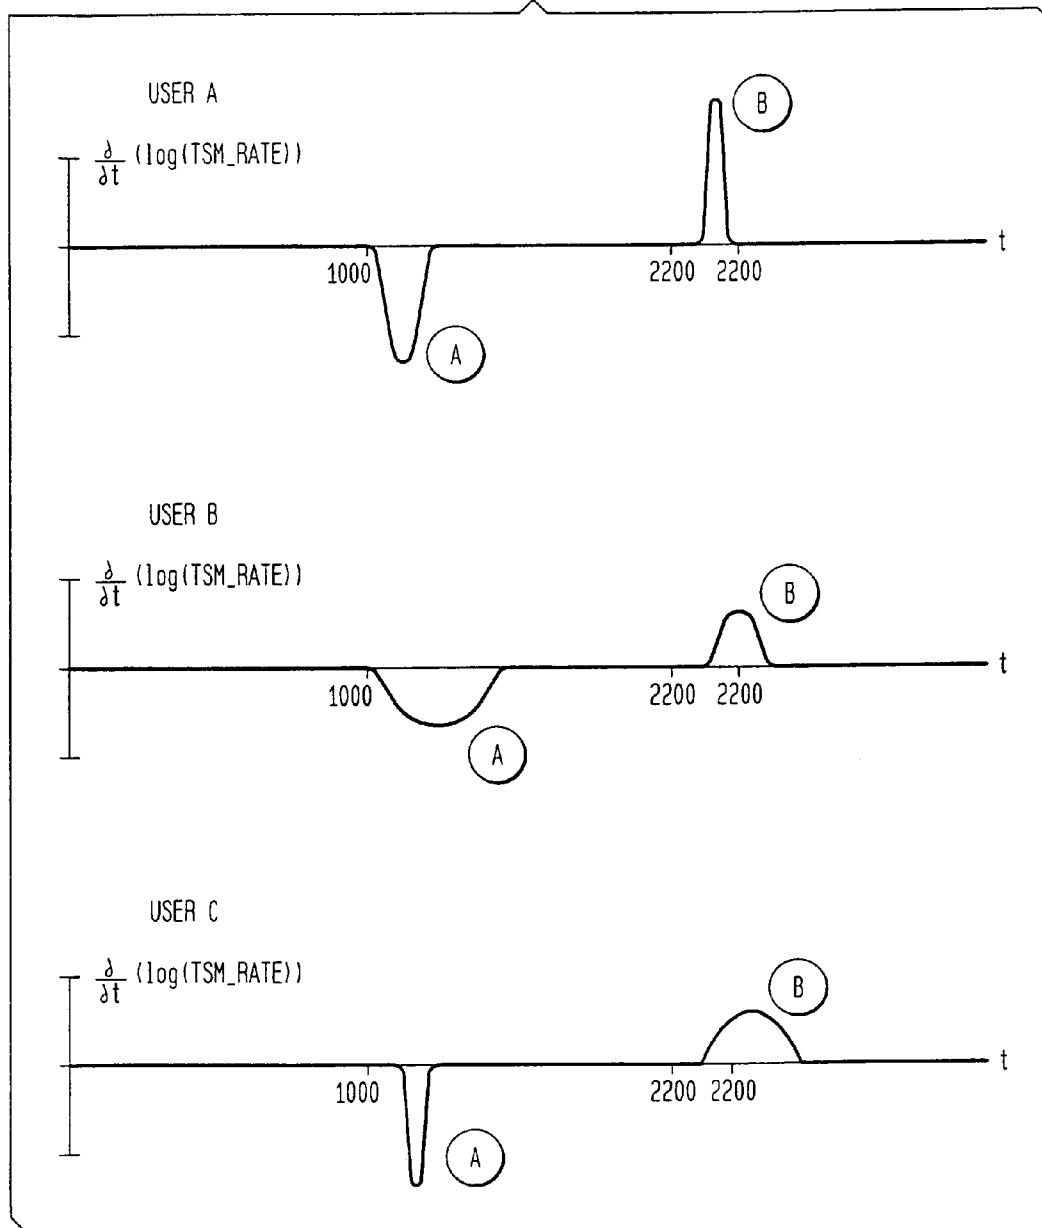 USER A
B
∂/∂t (log(TSM_RATE))
t
1000
2200 2200
A
USER B
∂/∂t (log(TSM_RATE))
B
t
1000
2200 2200
A
USER C
∂/∂t (log(TSM_RATE))
B
t
1000
2200 2200
A